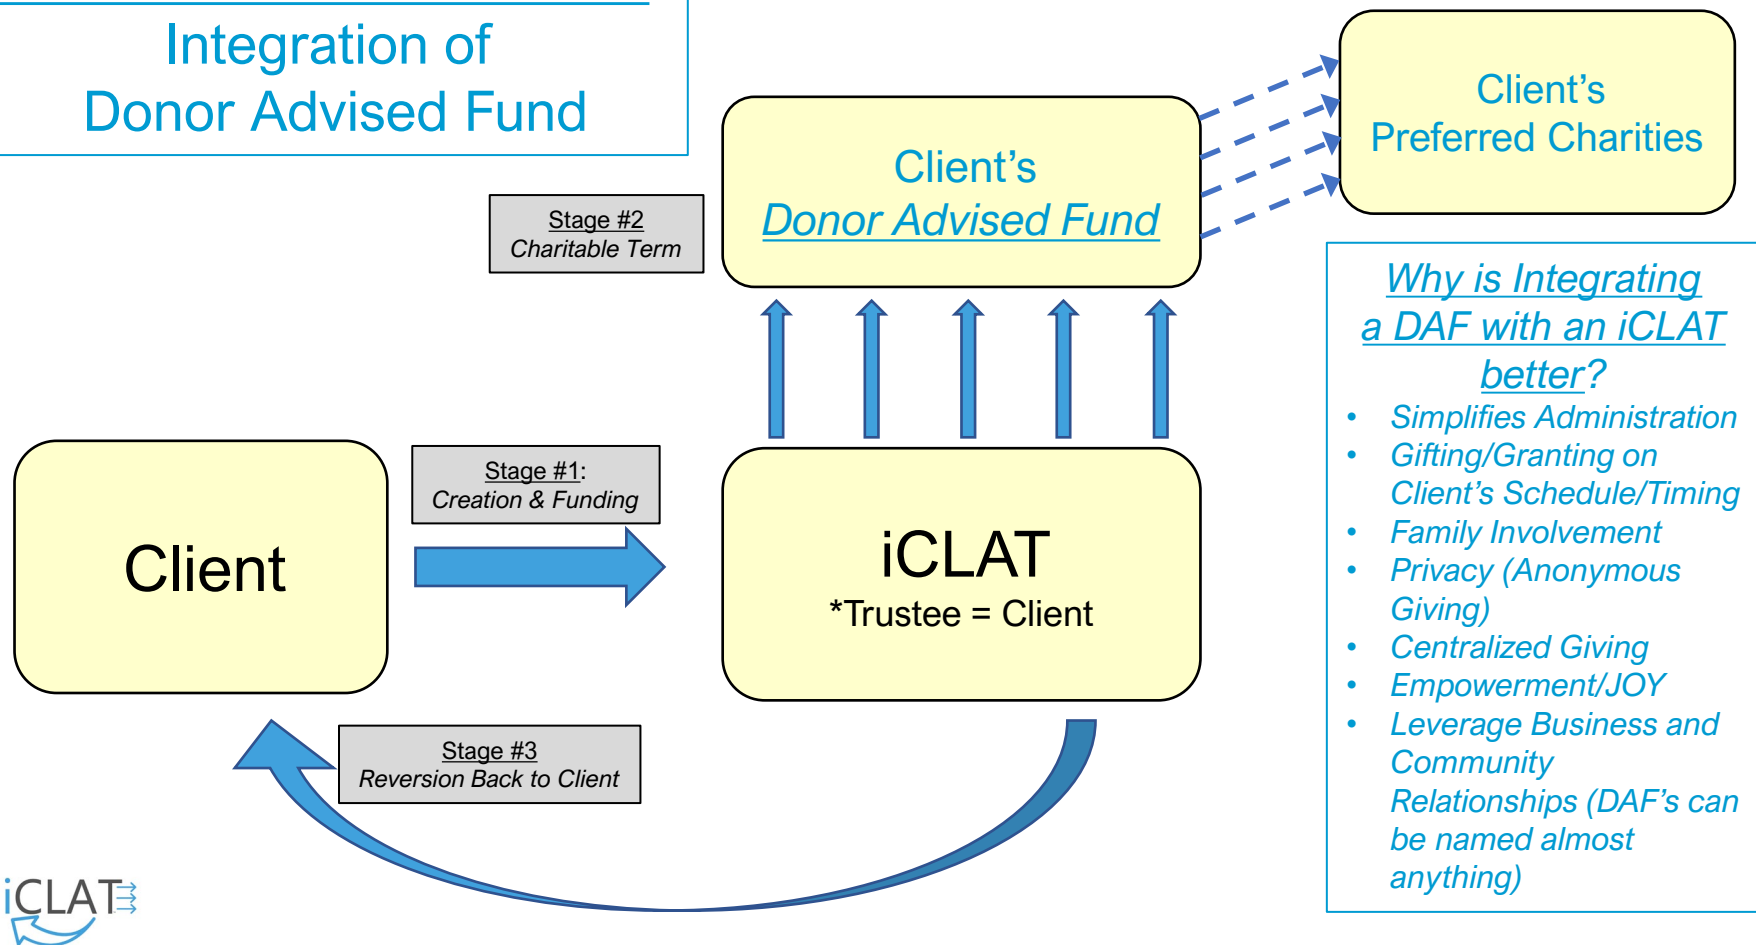 Integration of
Donor Advised Fund
Client's
Preferred Charities
Client's
Donor Advised Fund
Stage #2
Charitable Term
Why is Integrating
a DAF with an iCLAT
better?
• Simplifies Administration
• Gifting/Granting on
Client's Schedule/Timing
• Family Involvement
• Privacy (Anonymous
Giving)
• Centralized Giving
• Empowerment/JOY
• Leverage Business and
Community
Relationships (DAF's can
be named almost
anything)
Stage #1:
Creation & Funding
Client
iCLAT
*Trustee = Client
Stage #3
Reversion Back to Client
iCLAT